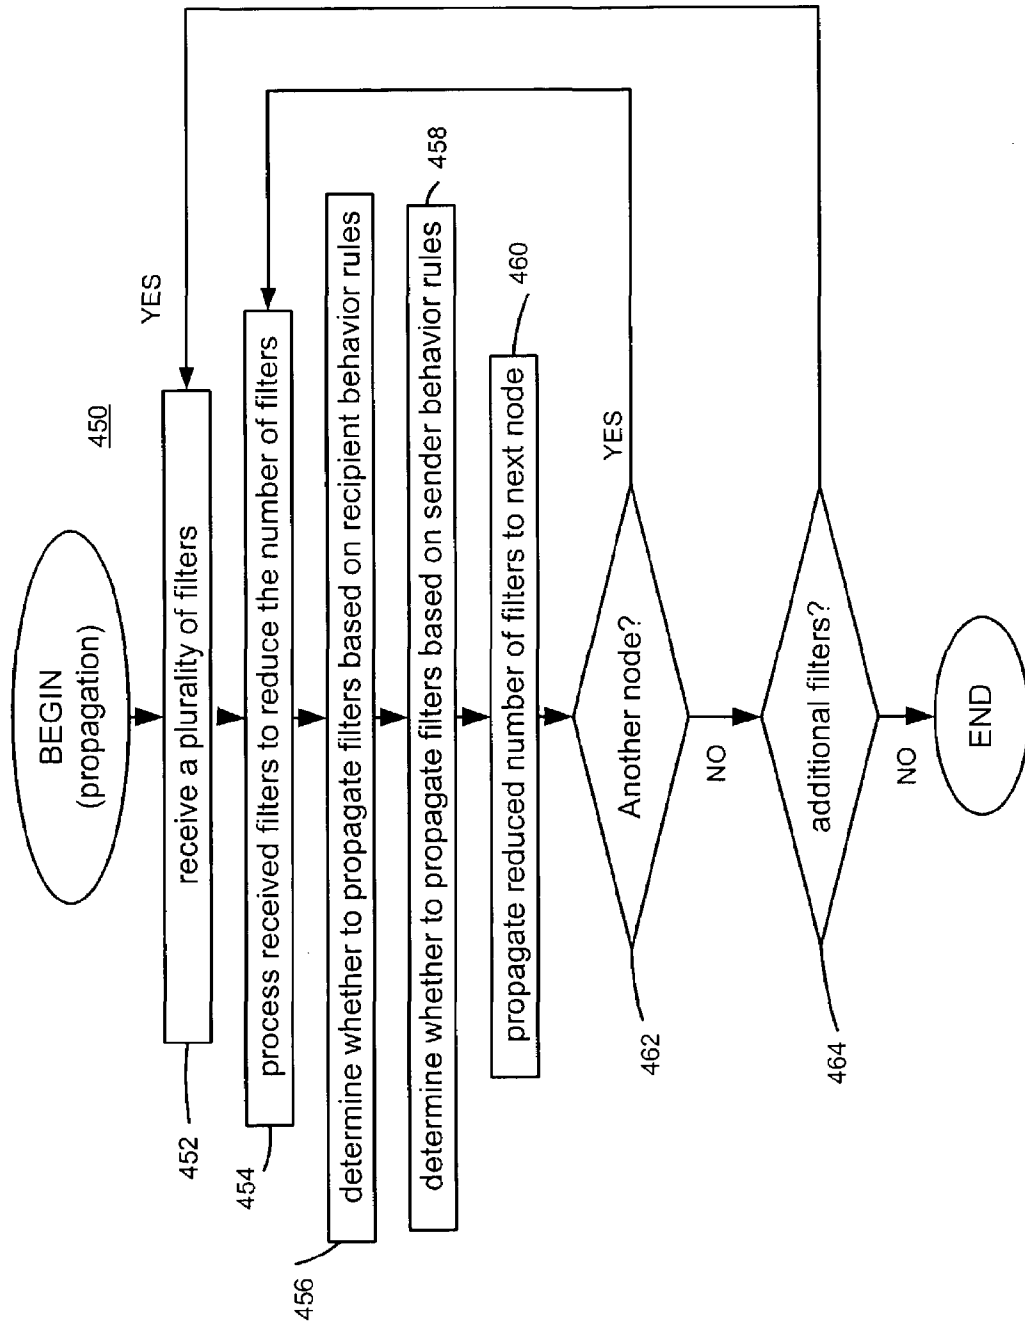 450
BEGIN
(propagation)
receive a plurality of filters
452
YES
process received filters to reduce the number of filters
454
determine whether to propagate filters based on recipient behavior rules
456
determine whether to propagate filters based on sender behavior rules
458
propagate reduced number of filters to next node
460
Another node?
462
YES
NO
additional filters?
464
NO
END